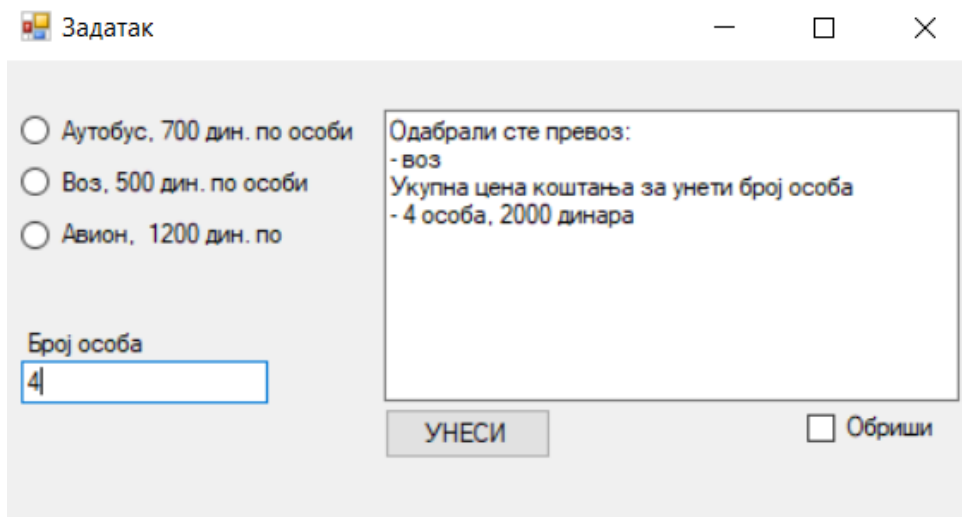 Задатак
Аутобус, 700 дин. по особи
Воз, 500 дин. по особи
Авион, 1200 дин. по
Број особа
4
Одабрали сте превоз:
- воз
Укупна цена коштања за унети број особа
- 4 особа, 2000 динара
УНЕСИ
Обриши